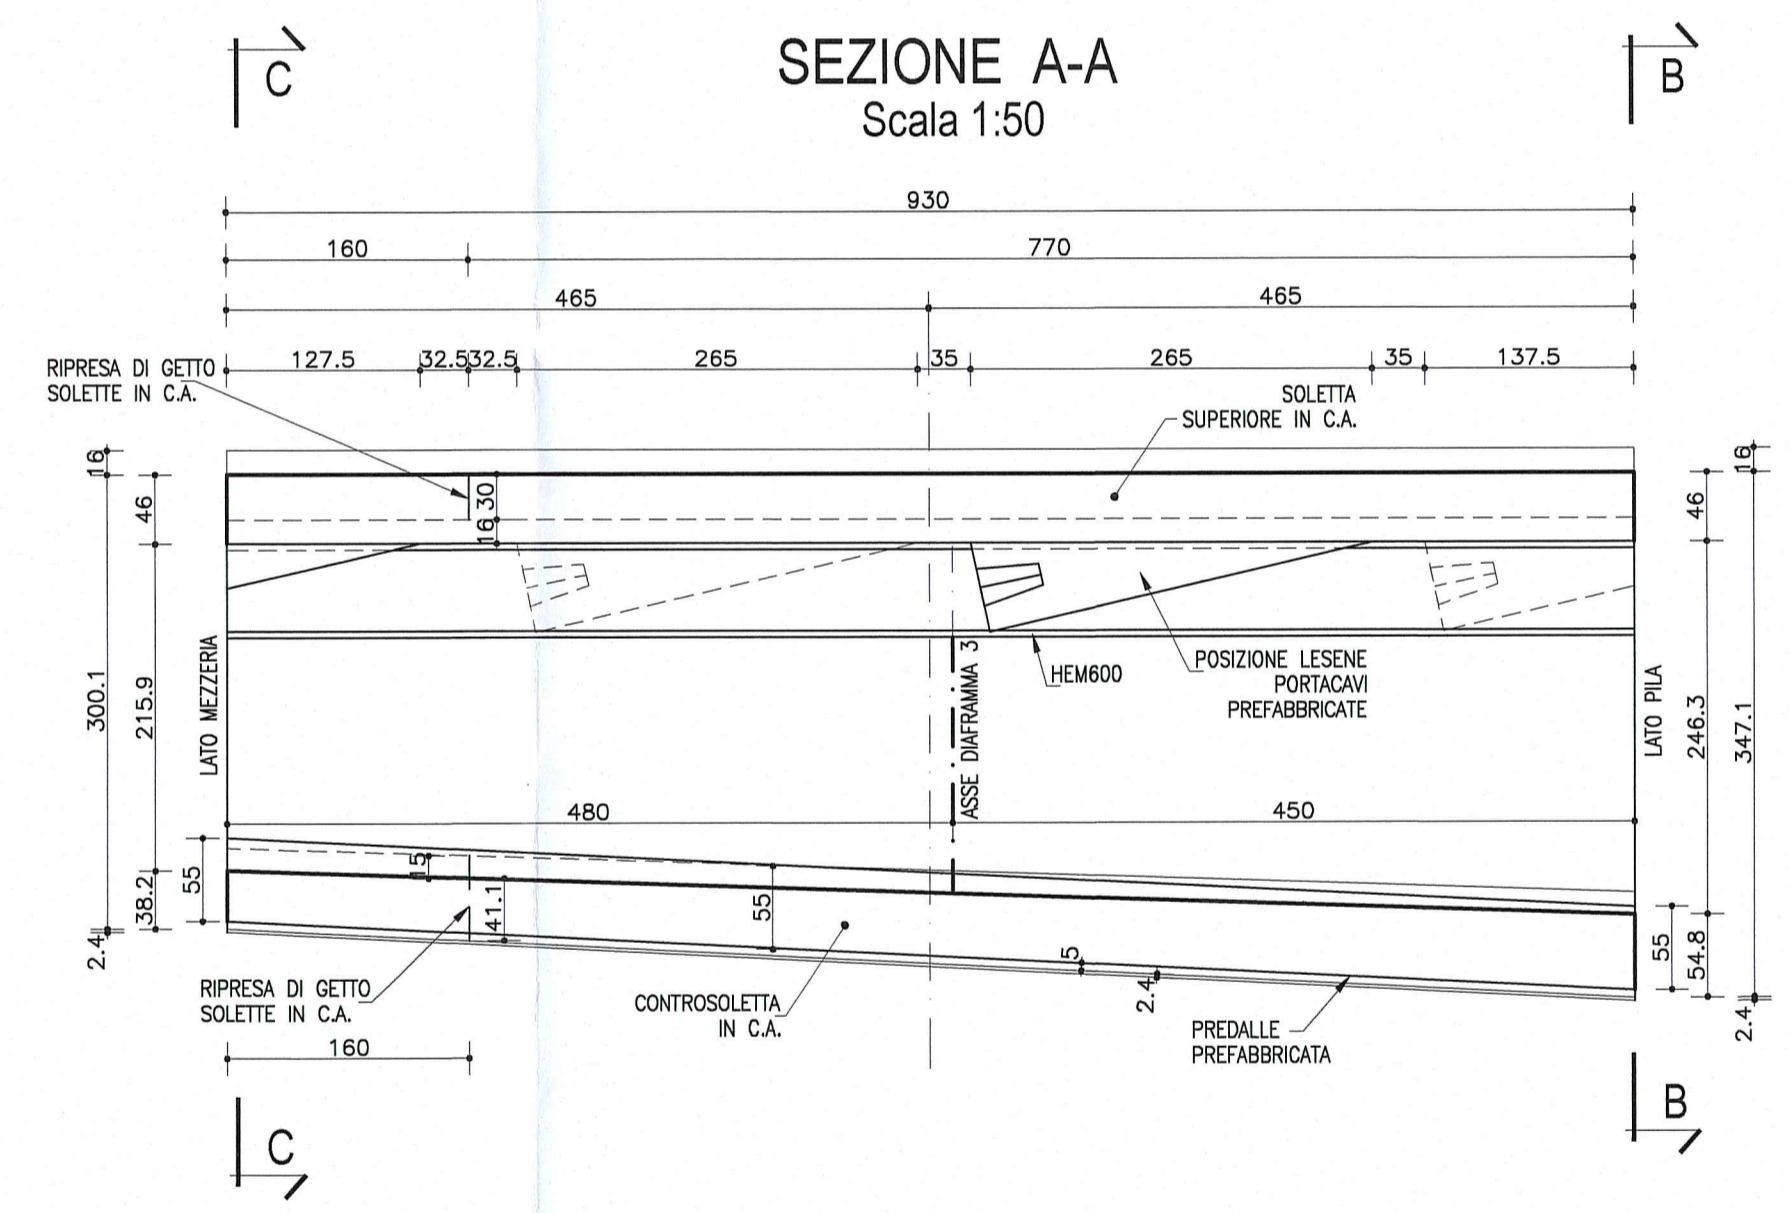 SEZIONE A-A
Scala 1:50
C
B
930
160
770
465
465
127.5
32.5
32.5
265
35
265
35
137.5
RIPRESA DI GETTO
SOLETTE IN C.A.
SOLETTA
SUPERIORE IN C.A.
16
46
30
16
16
46
300.1
215.9
LATO MEZZERIA
HEM600
ASSE DIAFRAMMA 3
POSIZIONE LESENE
PORTACAVI
PREFABBRICATE
LATO PILA
246.3
347.1
480
450
38.2
55
2.4
15
41.1
55
5
2.4
55
54.8
2.4
RIPRESA DI GETTO
SOLETTE IN C.A.
CONTROSOLETTA
IN C.A.
PREDALLE
PREFABBRICATA
160
C
B